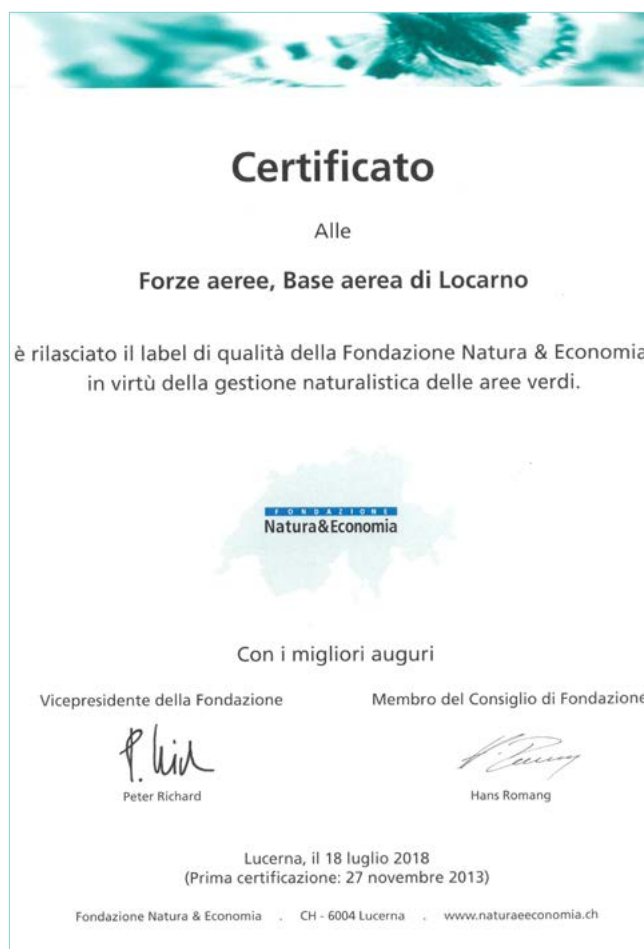 Certificato
Alle
Forze aeree, Base aerea di Locarno
è rilasciato il label di qualità della Fondazione Natura & Economia
in virtù della gestione naturalistica delle aree verdi.
FONDAZIONE
Natura&Economia
Con i migliori auguri
Vicepresidente della Fondazione
Membro del Consiglio di Fondazione
Peter Richard
Hans Romang
Lucerna, il 18 luglio 2018
(Prima certificazione: 27 novembre 2013)
Fondazione Natura & Economia . CH - 6004 Lucerna . www.naturaeeconomia.ch